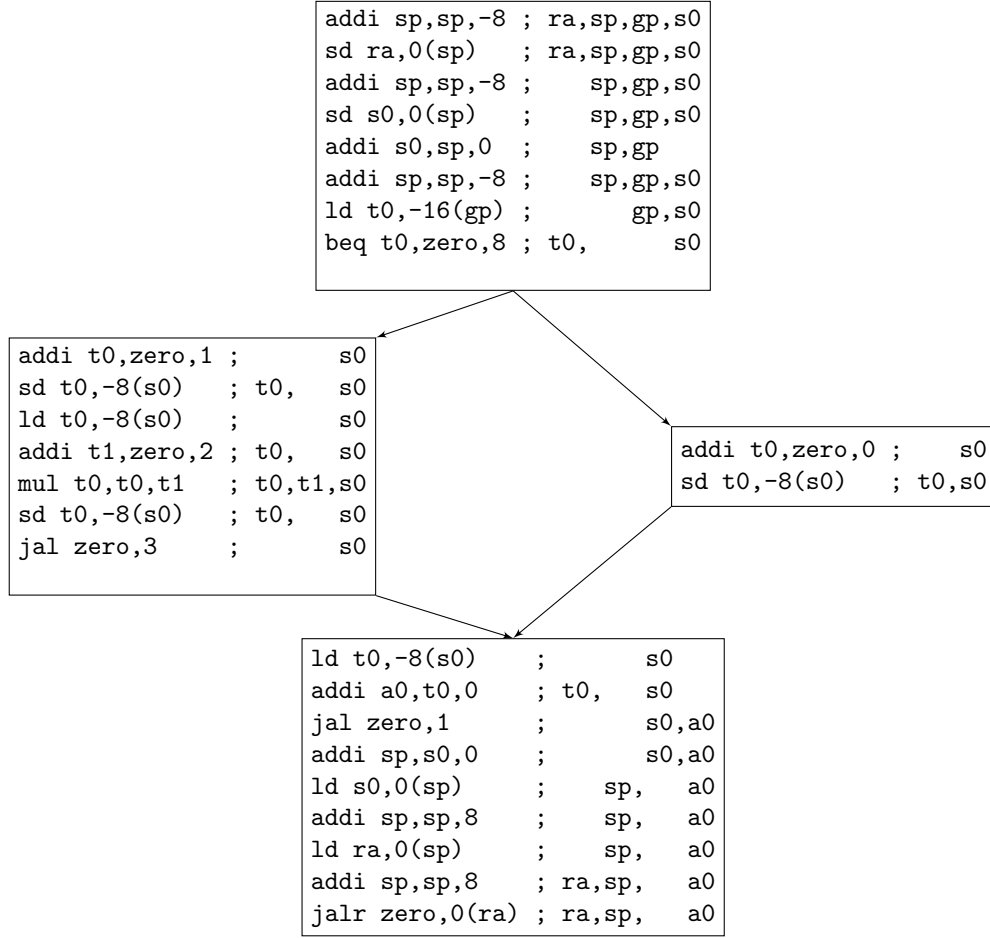 addi sp,sp,-8 ; ra,sp,gp,s0
sd ra,0(sp)   ; ra,sp,gp,s0
addi sp,sp,-8 ;    sp,gp,s0
sd s0,0(sp)   ;    sp,gp,s0
addi s0,sp,0  ;    sp,gp
addi sp,sp,-8 ;    sp,gp,s0
ld t0,-16(gp) ;       gp,s0
beq t0,zero,8 ; t0,      s0
addi t0,zero,1 ;       s0
sd t0,-8(s0)   ; t0,   s0
ld t0,-8(s0)   ;       s0
addi t1,zero,2 ; t0,   s0
mul t0,t0,t1   ; t0,t1,s0
sd t0,-8(s0)   ; t0,   s0
jal zero,3     ;       s0
addi t0,zero,0 ;    s0
sd t0,-8(s0)   ; t0,s0
ld t0,-8(s0)    ;       s0
addi a0,t0,0    ; t0,   s0
jal zero,1      ;       s0,a0
addi sp,s0,0    ;       s0,a0
ld s0,0(sp)     ;    sp,   a0
addi sp,sp,8    ;    sp,   a0
ld ra,0(sp)     ;    sp,   a0
addi sp,sp,8    ; ra,sp,   a0
jalr zero,0(ra) ; ra,sp,   a0